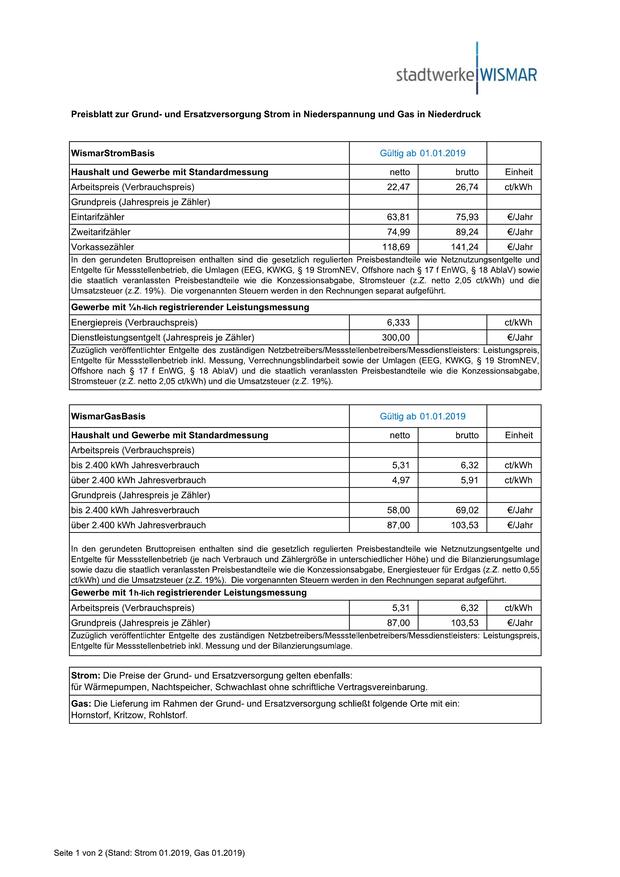 stadtwerke WISMAR
Preisblatt zur Grund- und Ersatzversorgung Strom in Niederspannung und Gas in Niederdruck
WismarStromBasis Gültig ab 01.01.2019
Haushalt und Gewerbe mit Standardmessung netto brutto Einheit
Arbeitspreis (Verbrauchspreis) 22,47 26,74 ct/kWh
Grundpreis (Jahrespreis je Zähler)
Eintarifzähler 63,81 75,93 €/Jahr
Zweitarifzähler 74,99 89,24 €/Jahr
Vorkassezähler 118,69 141,24 €/Jahr
In den gerundeten Bruttopreisen enthalten sind die gesetzlich regulierten Preisbestandteile wie Netznutzungsentgelte und
Entgelte für Messstellenbetrieb, die Umlagen (EEG, KWKG, § 19 StromNEV, Offshore nach § 17 f EnWG, § 18 AblaV) sowie
die staatlich veranlassten Preisbestandteile wie die Konzessionsabgabe, Stromsteuer (z.Z. netto 2,05 ct/kWh) und die
Umsatzsteuer (z.Z. 19%). Die vorgenannten Steuern werden in den Rechnungen separat aufgeführt.
Gewerbe mit ¼h-lich registrierender Leistungsmessung
Energiepreis (Verbrauchspreis) 6,333 ct/kWh
Dienstleistungsentgelt (Jahrespreis je Zähler) 300,00 €/Jahr
Zuzüglich veröffentlichter Entgelte des zuständigen Netzbetreibers/Messstellenbetreibers/Messdienstleisters: Leistungspreis,
Entgelte für Messstellenbetrieb inkl. Messung, Verrechnungsblindarbeit sowie der Umlagen (EEG, KWKG, § 19 StromNEV,
Offshore nach § 17 f EnWG, § 18 AblaV) und die staatlich veranlassten Preisbestandteile wie die Konzessionsabgabe,
Stromsteuer (z.Z. netto 2,05 ct/kWh) und die Umsatzsteuer (z.Z. 19%).
WismarGasBasis Gültig ab 01.01.2019
Haushalt und Gewerbe mit Standardmessung netto brutto Einheit
Arbeitspreis (Verbrauchspreis)
bis 2.400 kWh Jahresverbrauch 5,31 6,32 ct/kWh
über 2.400 kWh Jahresverbrauch 4,97 5,91 ct/kWh
Grundpreis (Jahrespreis je Zähler)
bis 2.400 kWh Jahresverbrauch 58,00 69,02 €/Jahr
über 2.400 kWh Jahresverbrauch 87,00 103,53 €/Jahr
In den gerundeten Bruttopreisen enthalten sind die gesetzlich regulierten Preisbestandteile wie Netznutzungsentgelte und
Entgelte für Messstellenbetrieb (je nach Verbrauch und Zählergröße in unterschiedlicher Höhe) und die Bilanzierungsumlage
sowie dazu die staatlich veranlassten Preisbestandteile wie die Konzessionsabgabe, Energiesteuer für Erdgas (z.Z. netto 0,55
ct/kWh) und die Umsatzsteuer (z.Z. 19%). Die vorgenannten Steuern werden in den Rechnungen separat aufgeführt.
Gewerbe mit 1h-lich registrierender Leistungsmessung
Arbeitspreis (Verbrauchspreis) 5,31 6,32 ct/kWh
Grundpreis (Jahrespreis je Zähler) 87,00 103,53 €/Jahr
Zuzüglich veröffentlichter Entgelte des zuständigen Netzbetreibers/Messstellenbetreibers/Messdienstleisters: Leistungspreis,
Entgelte für Messstellenbetrieb inkl. Messung und der Bilanzierungsumlage.
Strom: Die Preise der Grund- und Ersatzversorgung gelten ebenfalls:
für Wärmepumpen, Nachtspeicher, Schwachlast ohne schriftliche Vertragsvereinbarung.
Gas: Die Lieferung im Rahmen der Grund- und Ersatzversorgung schließt folgende Orte mit ein:
Hornstorf, Kritzow, Rohlstorf.
Seite 1 von 2 (Stand: Strom 01.2019, Gas 01.2019)